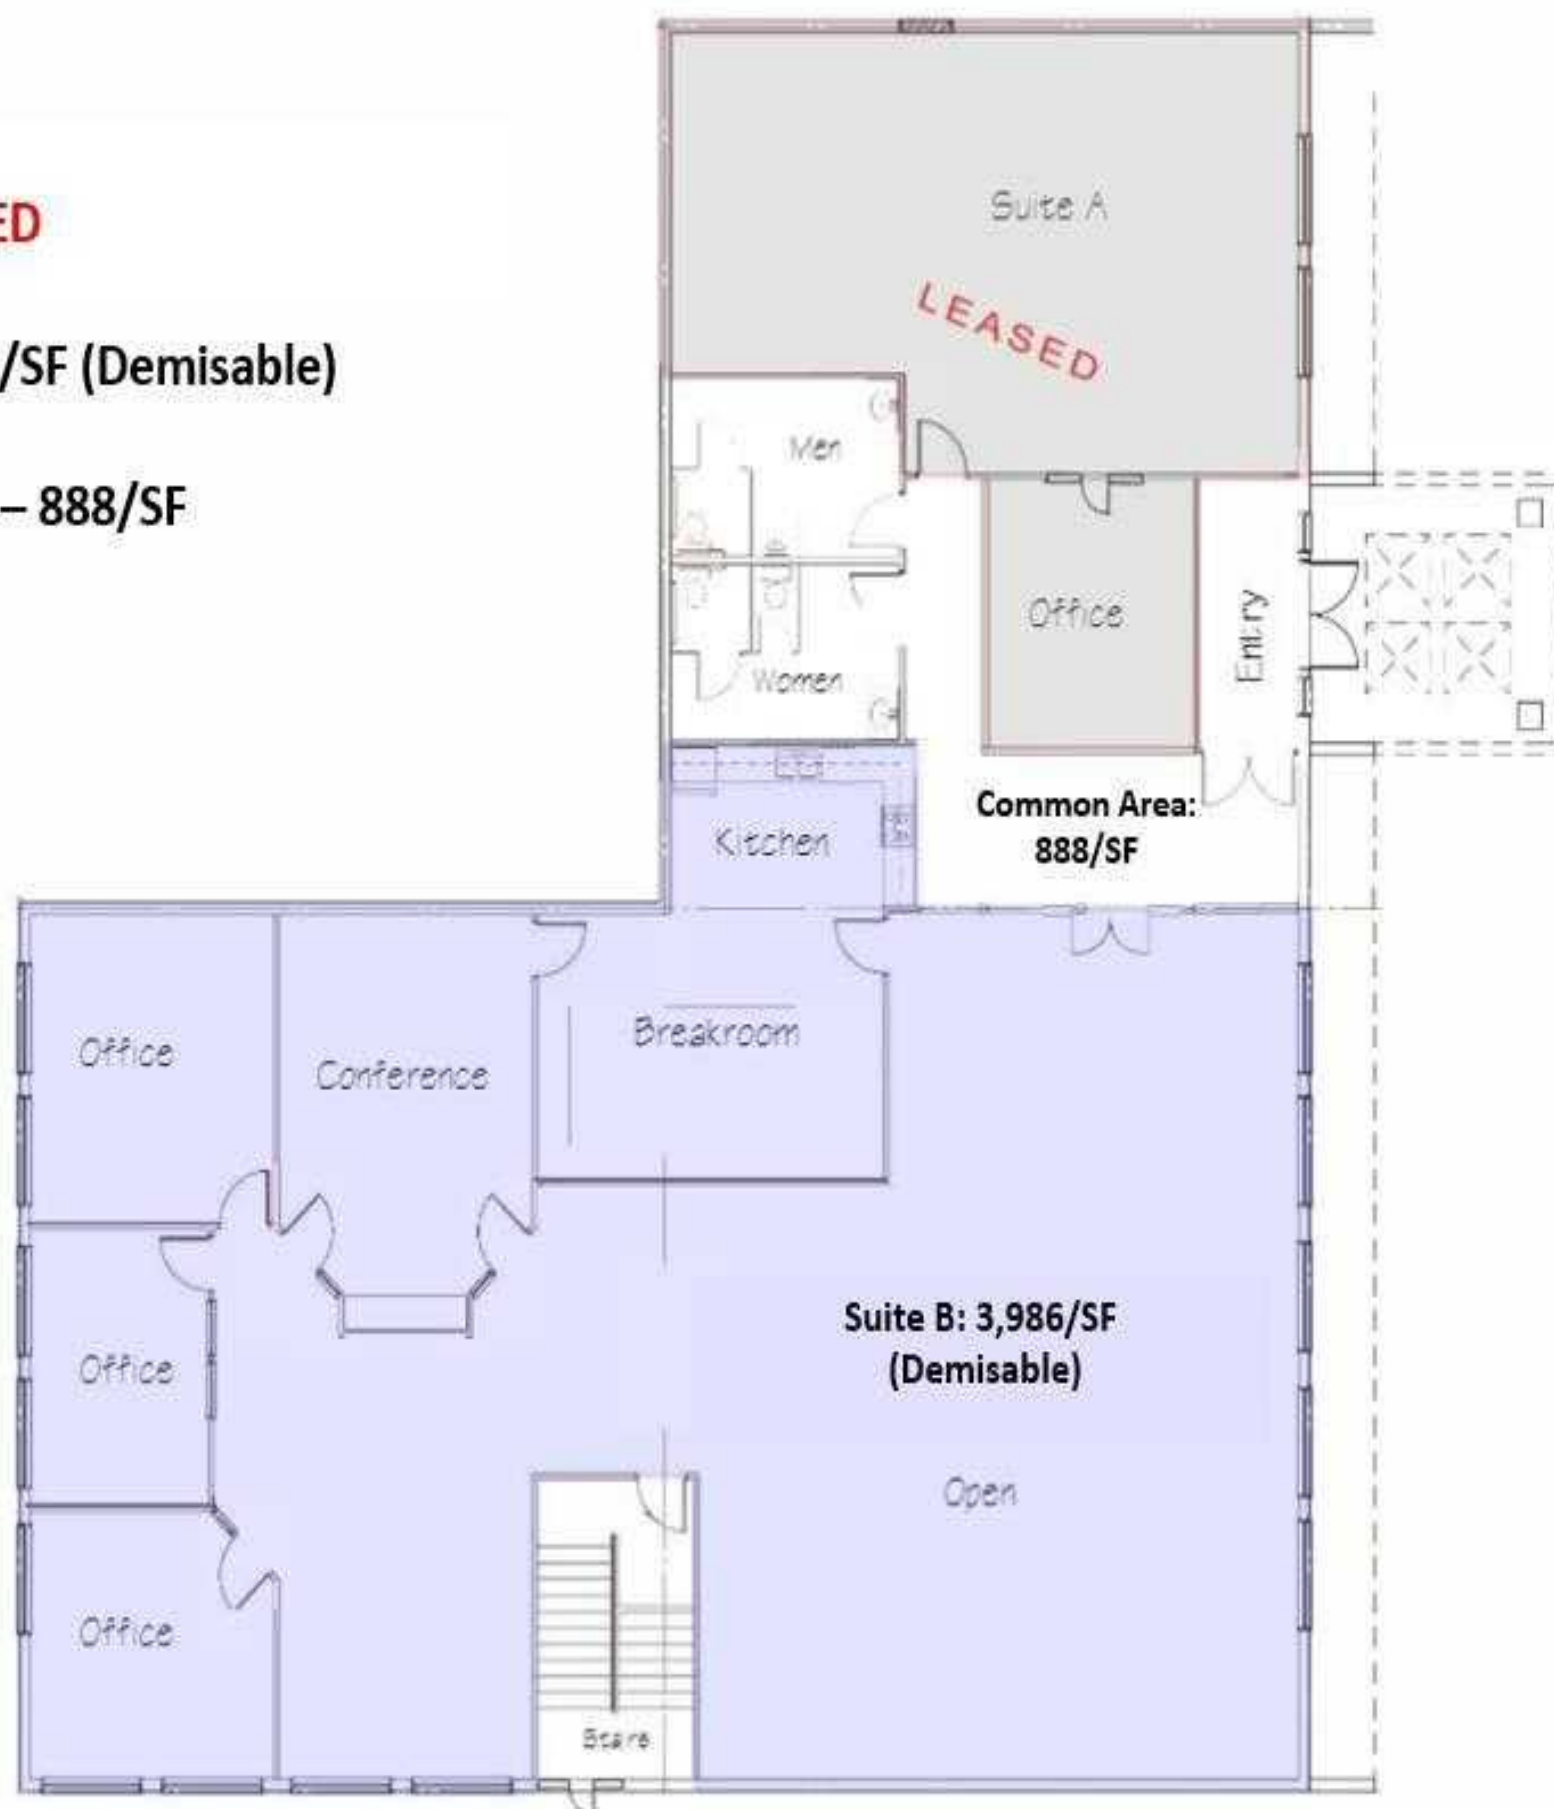 ED
/SF (Demisable)
– 888/SF
Suite A
LEASED
Men
Office
Entry
Women
Common Area:
888/SF
Kitchen
Office
Conference
Breakroom
Suite B: 3,986/SF
(Demisable)
Office
Open
Office
Stairs